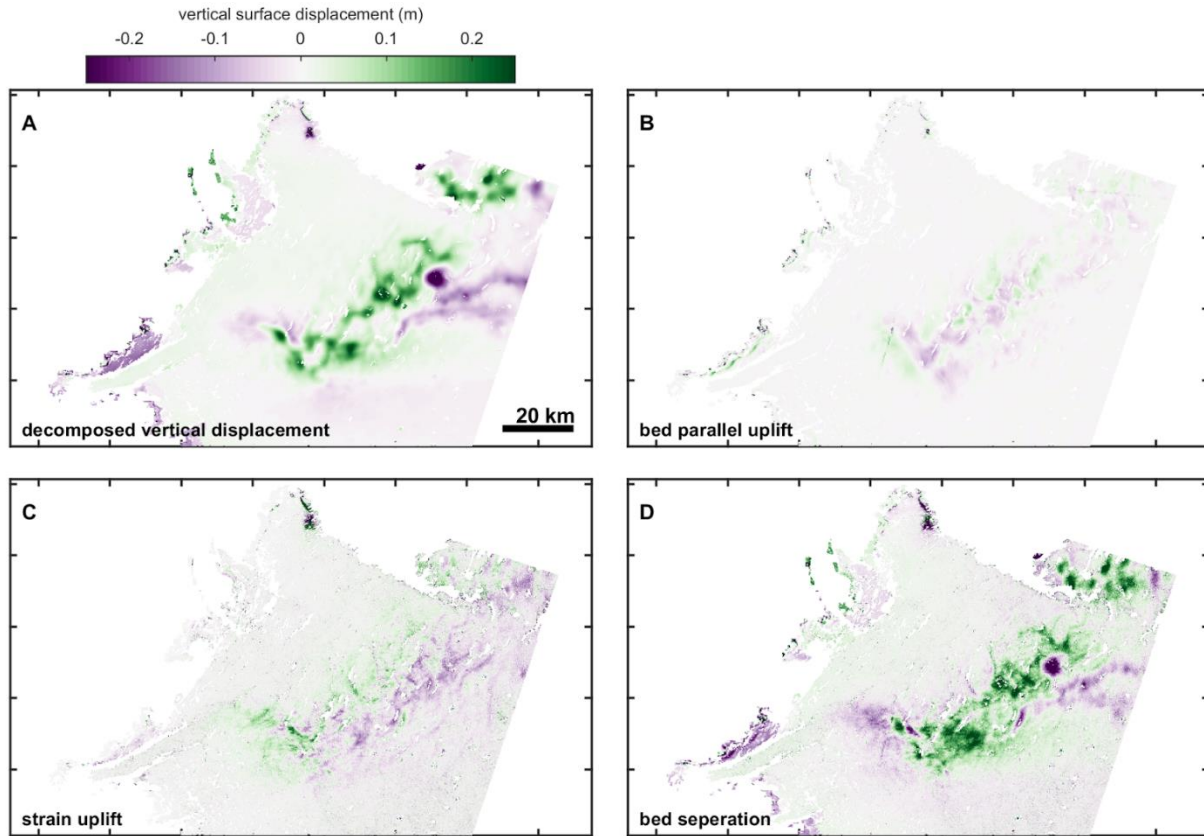 vertical surface displacement (m)
-0.2 -0.1 0 0.1 0.2
A
B
decomposed vertical displacement
20 km
bed parallel uplift
C
D
strain uplift
bed seperation